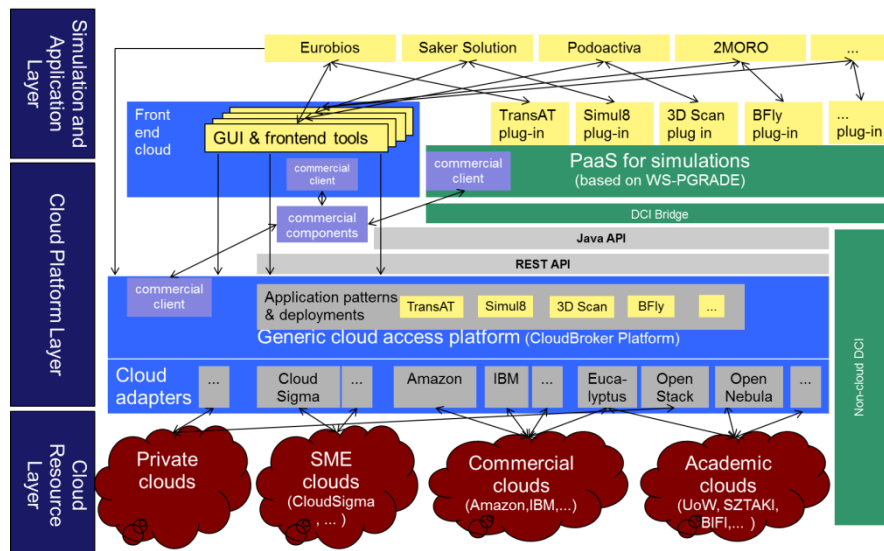 Simulation and
Application
Layer
Eurobios
Saker Solution
Podoactiva
2MORO
...
Front
end
cloud
GUI & frontend tools
TransAT
plug-in
Simul8
plug-in
3D Scan
plug in
BFly
plug-in
...
plug-in
commercial
client
commercial
client
PaaS for simulations
(based on WS-PGRADE)
Cloud Platform Layer
commercial
components
DCI Bridge
Java API
REST API
commercial
client
Application patterns
& deployments
TransAT
Simul8
3D Scan
BFly
...
Generic cloud access platform (CloudBroker Platform)
Non-cloud DCI
Cloud
adapters
...
Cloud
Sigma
...
Amazon
IBM
...
Euca-
lyptus
Open
Stack
Open
Nebula
...
Cloud
Resource
Layer
Private
clouds
SME
clouds
(CloudSigma
, ... )
Commercial
clouds
(Amazon,IBM,...)
Academic
clouds
(UoW, SZTAKI,
BIFI,... )